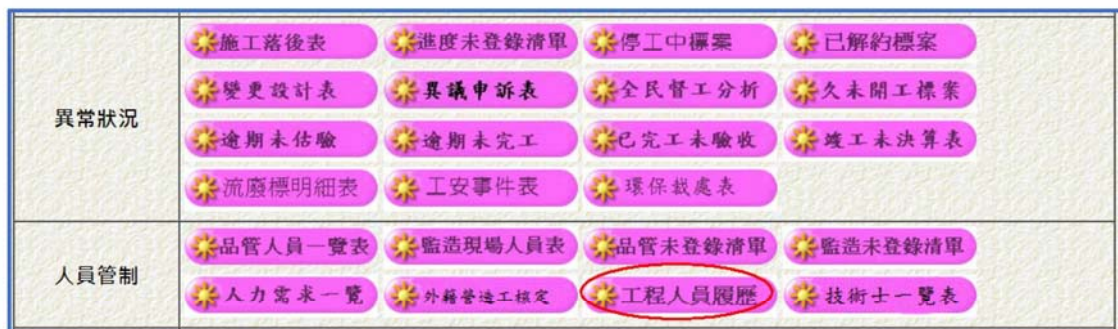 異常狀況
施工落後表 進度未登錄清單 停工中標案 已解約標案
變更設計表 異議申訴表 全民督工分析 久未開工標案
逾期未估驗 逾期未完工 已完工未驗收 竣工未決算表
流廢標明細表 工安事件表 環保裁處表
人員管制
品管人員一覽表 監造現場人員表 品管未登錄清單 監造未登錄清單
人力需求一覽 外籍營造工核定 工程人員履歷 技術士一覽表